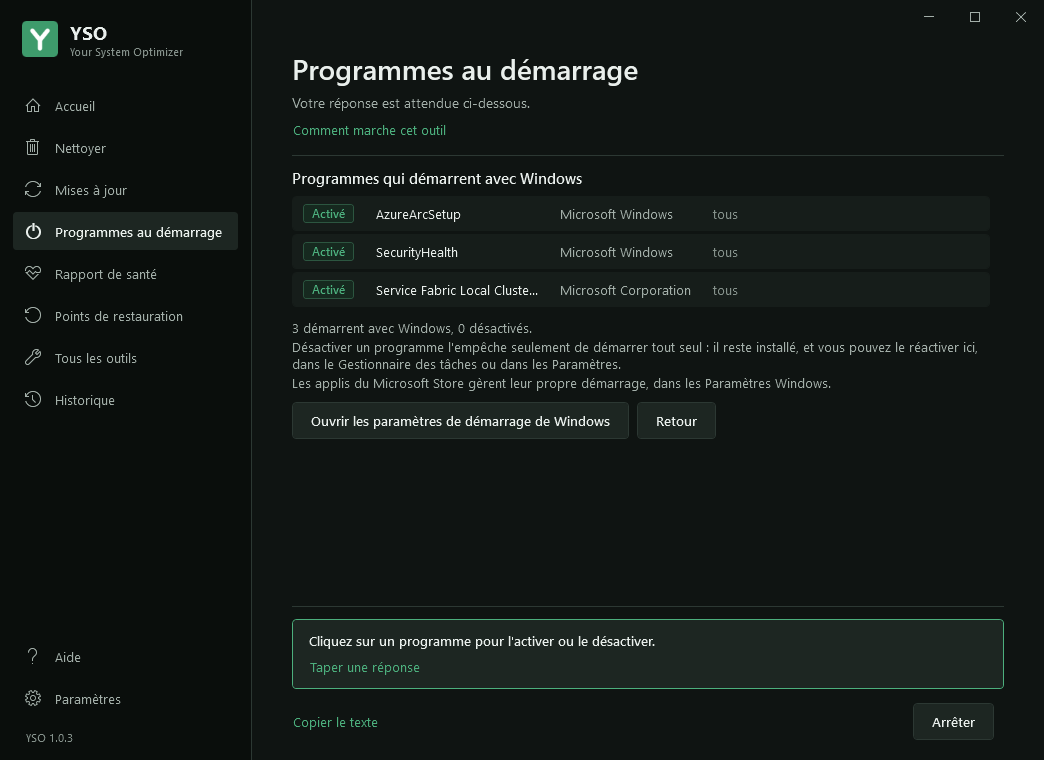 YSO
Your System Optimizer
Accueil
Nettoyer
Mises à jour
Programmes au démarrage
Rapport de santé
Points de restauration
Tous les outils
Historique
Aide
Paramètres
YSO 1.0.3
Programmes au démarrage
Votre réponse est attendue ci-dessous.
Comment marche cet outil
Programmes qui démarrent avec Windows
Activé AzureArcSetup Microsoft Windows tous
Activé SecurityHealth Microsoft Windows tous
Activé Service Fabric Local Cluste... Microsoft Corporation tous
3 démarrent avec Windows, 0 désactivés.
Désactiver un programme l'empêche seulement de démarrer tout seul : il reste installé, et vous pouvez le réactiver ici,
dans le Gestionnaire des tâches ou dans les Paramètres.
Les applis du Microsoft Store gèrent leur propre démarrage, dans les Paramètres Windows.
Ouvrir les paramètres de démarrage de Windows Retour
Cliquez sur un programme pour l'activer ou le désactiver.
Taper une réponse
Copier le texte Arrêter